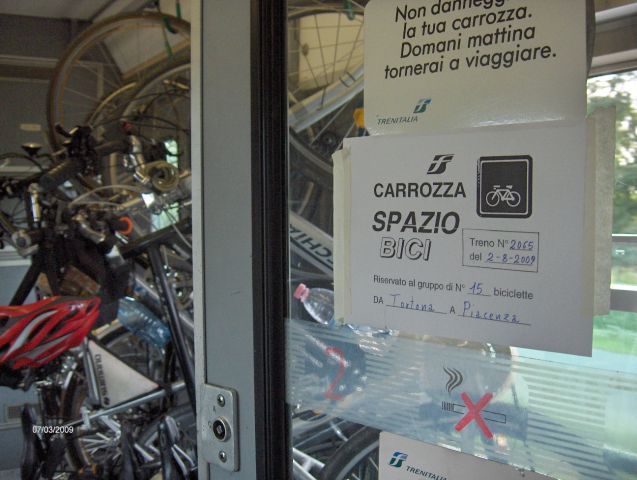 Non danneggi
la tua carrozza.
Domani mattina
tornerai a viaggiare.
TRENITALIA
CARROZZA
SPAZIO
BICI
Treno N° 2065
del 2-8-2009
Riservato al gruppo di N° 15 biciclette
DA Tortona A Piacenza
TRENITALIA
07/03/2009